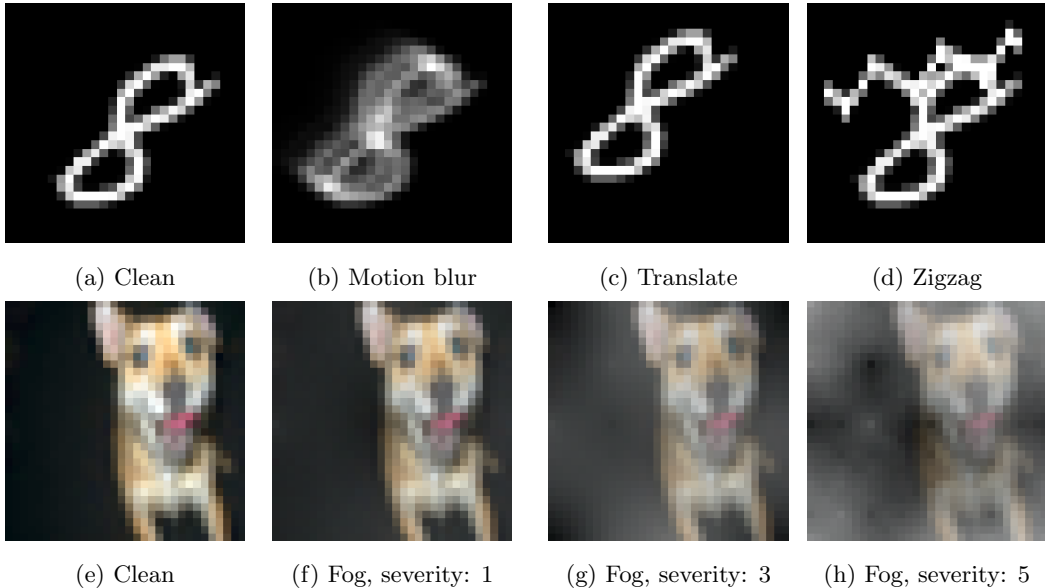 (a) Clean
(b) Motion blur
(c) Translate
(d) Zigzag
(e) Clean
(f) Fog, severity: 1
(g) Fog, severity: 3
(h) Fog, severity: 5